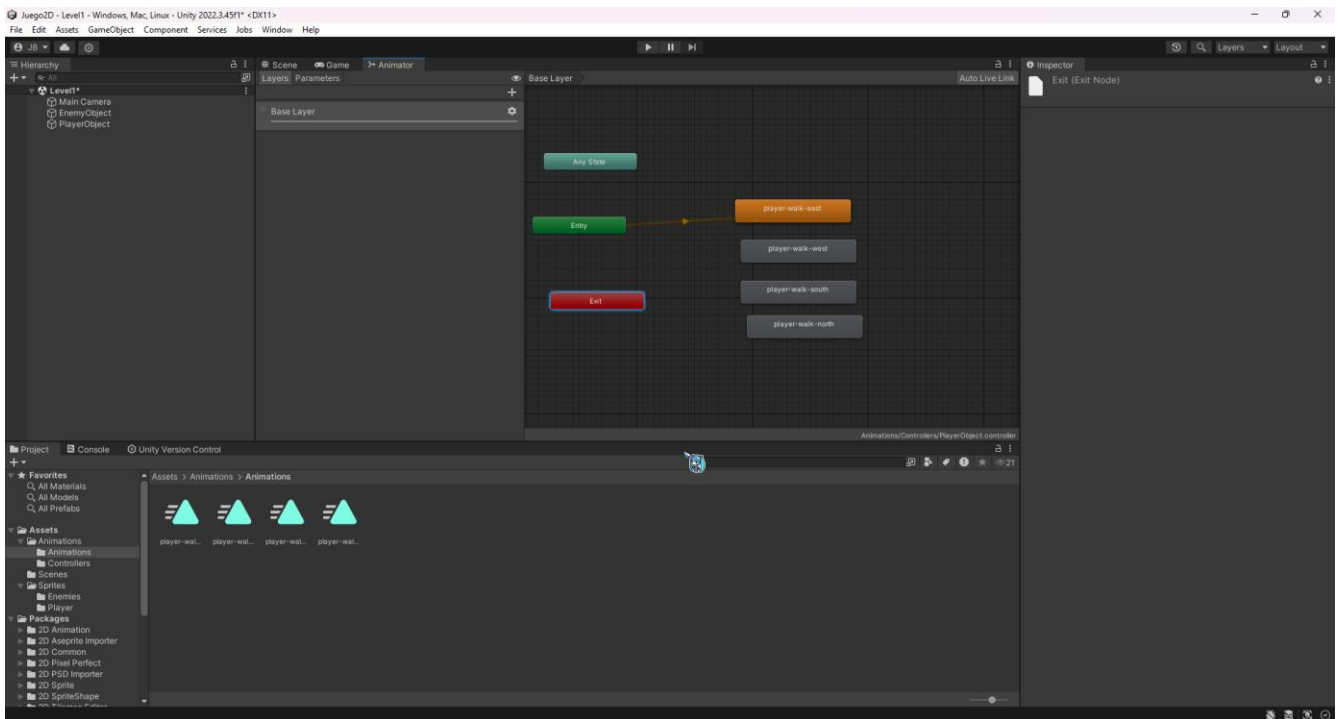 Juego2D - Level1 - Windows, Mac, Linux - Unity 2022.3.45f1* <DX11>
File Edit Assets GameObject Component Services Jobs Window Help
JB Layers Layout
Hierarchy Scene Game Animator Inspector
All Layers Parameters Base Layer Auto Live Link Exit (Exit Node)
Level1*
Main Camera
EnemyObject
PlayerObject
Base Layer
Any State
Entry
Exit
player-walk-east
player-walk-west
player-walk-south
player-walk-north
Animations/Controllers/PlayerObject.controller
Project Console Unity Version Control
21
Favorites
All Materials
All Models
All Prefabs
Assets
Animations
Animations
Controllers
Scenes
Sprites
Enemies
Player
Packages
2D Animation
2D Aseprite Importer
2D Common
2D Pixel Perfect
2D PSD Importer
2D Sprite
2D SpriteShape
Assets > Animations > Animations
player-wal... player-wal... player-wal... player-wal...